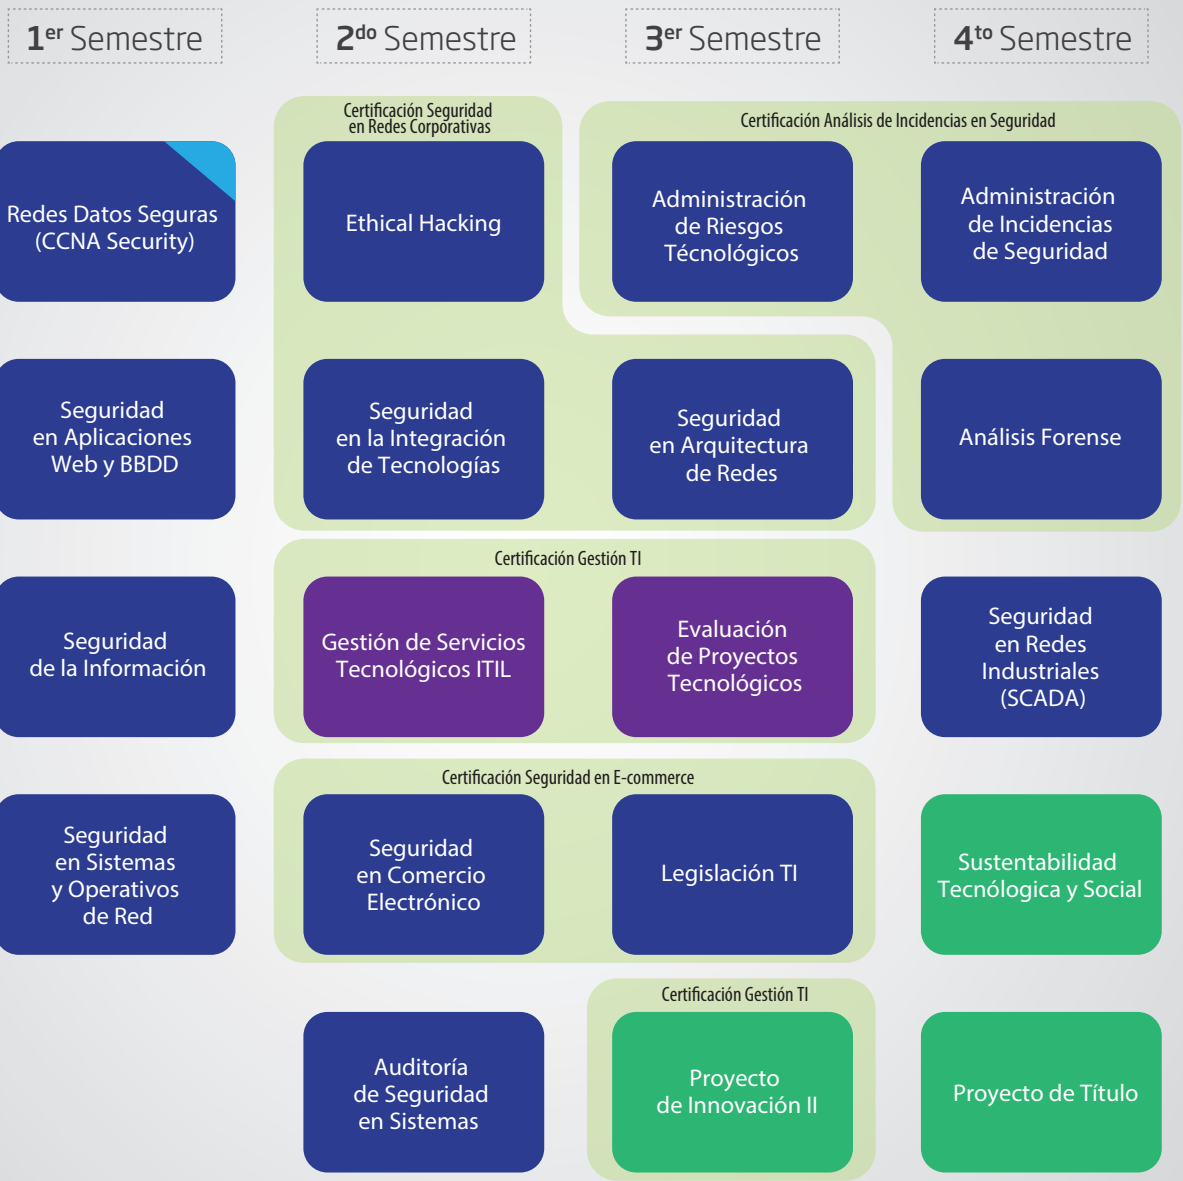 1er Semestre
2do Semestre
3er Semestre
4to Semestre
Certificación Seguridad
en Redes Corporativas
Certificación Análisis de Incidencias en Seguridad
Redes Datos Seguras
(CCNA Security)
Ethical Hacking
Administración
de Riesgos
Técnológicos
Administración
de Incidencias
de Seguridad
Seguridad
en Aplicaciones
Web y BBDD
Seguridad
en la Integración
de Tecnologías
Seguridad
en Arquitectura
de Redes
Análisis Forense
Certificación Gestión TI
Seguridad
de la Información
Gestión de Servicios
Tecnológicos ITIL
Evaluación
de Proyectos
Tecnológicos
Seguridad
en Redes
Industriales
(SCADA)
Certificación Seguridad en E-commerce
Seguridad
en Sistemas
y Operativos
de Red
Seguridad
en Comercio
Electrónico
Legislación TI
Sustentabilidad
Tecnólogica y Social
Certificación Gestión TI
Auditoría
de Seguridad
en Sistemas
Proyecto
de Innovación II
Proyecto de Título